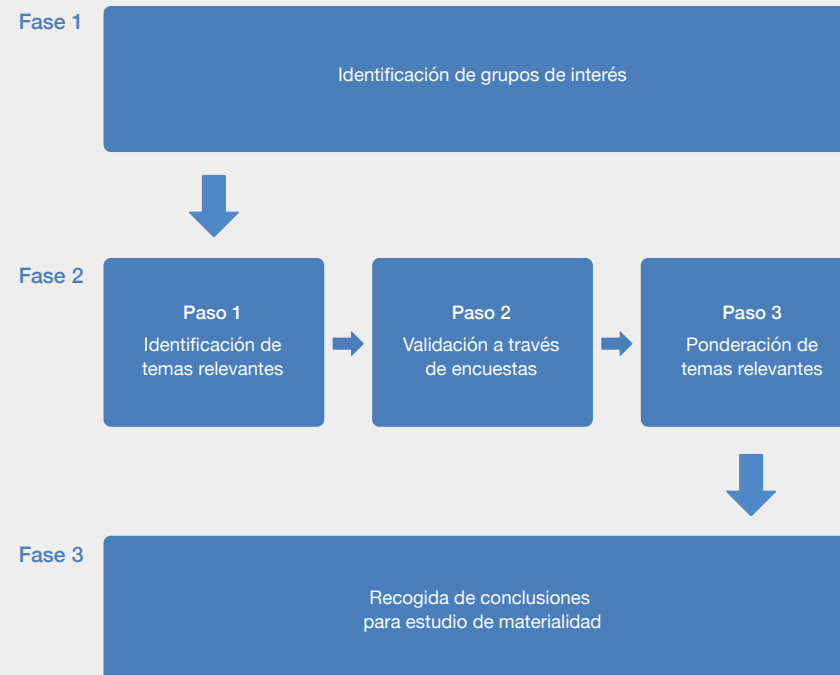 Fase 1
Identificación de grupos de interés
Fase 2
Paso 1
Identificación de
temas relevantes
Paso 2
Validación a través
de encuestas
Paso 3
Ponderación de
temas relevantes
Fase 3
Recogida de conclusiones
para estudio de materialidad